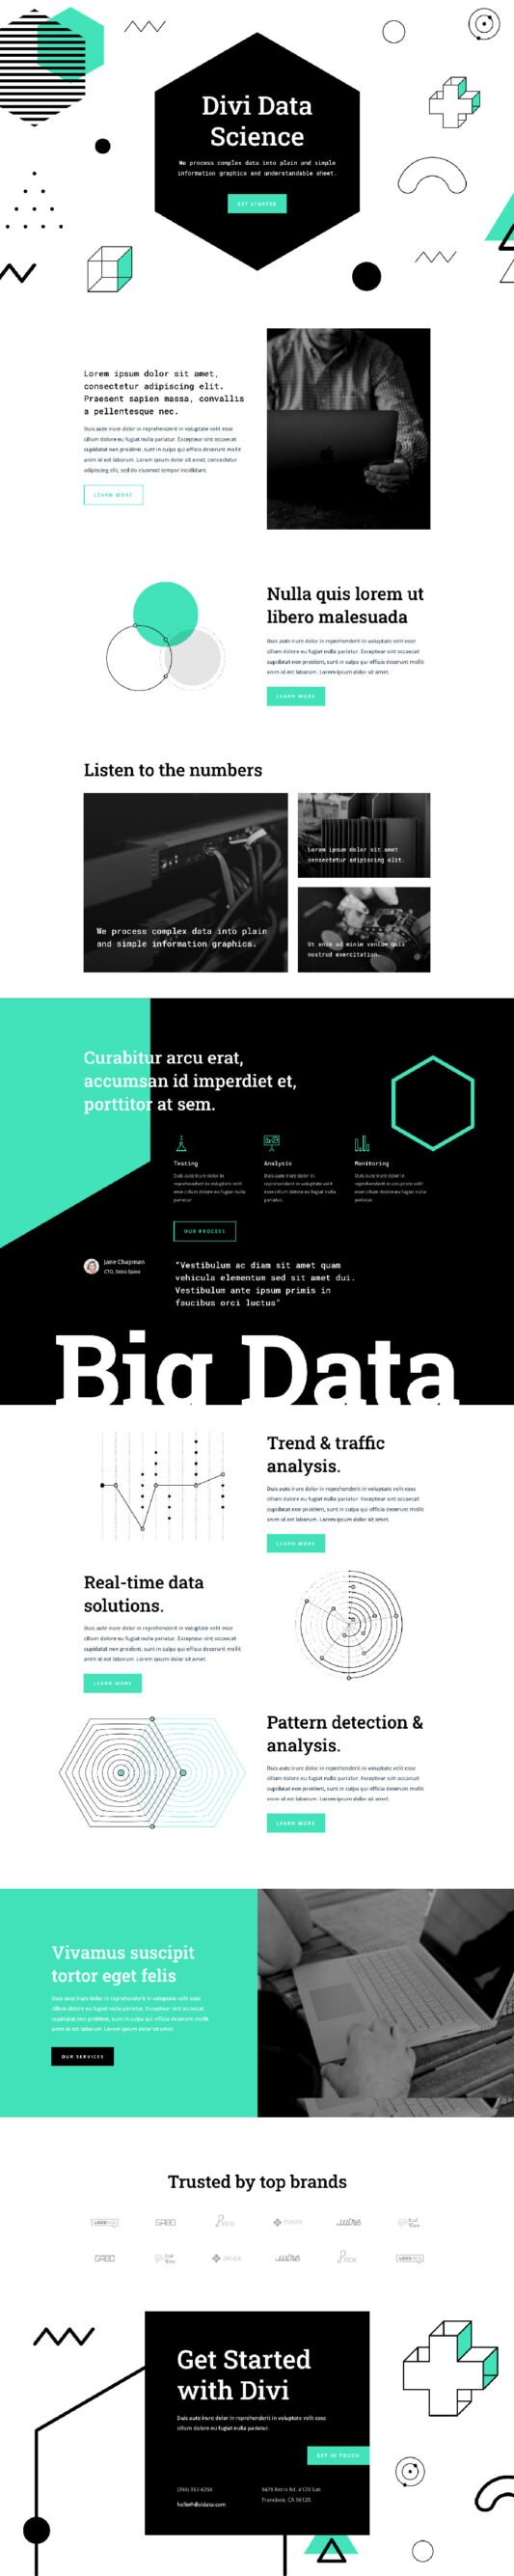 Divi Data
Science
We process complex data into plain and simple
information graphics and understandable sheet.
GET STARTED
Lorem ipsum dolor sit amet,
consectetur adipiscing elit.
Praesent sapien massa, convallis
a pellentesque nec.
Duis aute irure dolor in reprehenderit in voluptate velit esse
cillum dolore eu fugiat nulla pariatur. Excepteur sint occaecat
cupidatat non proident, sunt in culpa qui officia deserunt mollit
anim id est laborum. Lorem ipsum dolor sit amet, consectetur
adipiscing elit, sed do eiusmod tempor incididunt.
LEARN MORE
Nulla quis lorem ut
libero malesuada
Duis aute irure dolor in reprehenderit in voluptate velit esse
cillum dolore eu fugiat nulla pariatur. Excepteur sint occaecat
cupidatat non proident, sunt in culpa qui officia deserunt mollit
anim id est laborum. Lorem ipsum dolor sit amet.
LEARN MORE
Listen to the numbers
We process complex data into plain
and simple information graphics.
Lorem ipsum dolor sit amet
consectetur adipiscing elit.
Ut enim ad minim veniam quis
nostrud exercitation.
Curabitur arcu erat,
accumsan id imperdiet et,
porttitor at sem.
Testing
Duis aute irure dolor in
reprehenderit in voluptate velit
esse cillum dolore eu fugiat nulla
pariatur.
Analysis
Duis aute irure dolor in
reprehenderit in voluptate velit
esse cillum dolore eu fugiat nulla
pariatur.
Monitoring
Duis aute irure dolor in
reprehenderit in voluptate velit
esse cillum dolore eu fugiat nulla
pariatur.
OUR PROCESS
Jane Chapman
CTO,
"Vestibulum ac diam sit amet quam
vehicula elementum sed sit amet dui.
Vestibulum ante ipsum primis in
faucibus orci luctus"
Big Data
Trend & traffic
analysis.
Duis aute irure dolor in reprehenderit in voluptate velit esse
cillum dolore eu fugiat nulla pariatur. Excepteur sint occaecat
cupidatat non proident, sunt in culpa qui officia deserunt mollit
anim id est laborum. Lorem ipsum dolor sit amet.
LEARN MORE
Real-time data
solutions.
Duis aute irure dolor in reprehenderit in voluptate velit esse
cillum dolore eu fugiat nulla pariatur. Excepteur sint occaecat
cupidatat non proident, sunt in culpa qui officia deserunt mollit
anim id est laborum. Lorem ipsum dolor sit amet.
LEARN MORE
Pattern detection &
analysis.
Duis aute irure dolor in reprehenderit in voluptate velit esse
cillum dolore eu fugiat nulla pariatur. Excepteur sint occaecat
cupidatat non proident, sunt in culpa qui officia deserunt mollit
anim id est laborum. Lorem ipsum dolor sit amet.
LEARN MORE
Vivamus suscipit
tortor eget felis
Duis aute irure dolor in reprehenderit in voluptate velit esse
cillum dolore eu fugiat nulla pariatur. Excepteur sint occaecat
cupidatat non proident, sunt in culpa qui officia deserunt mollit
anim id est laborum. Lorem ipsum dolor sit amet.
OUR SERVICES
Trusted by top brands
Get Started
with Divi
Duis aute irure dolor in reprehenderit in voluptate velit esse
cillum dolore eu fugiat nulla pariatur.
GET IN TOUCH
(255) 352-6258
hello@dividata.com
Francisco, CA 96120